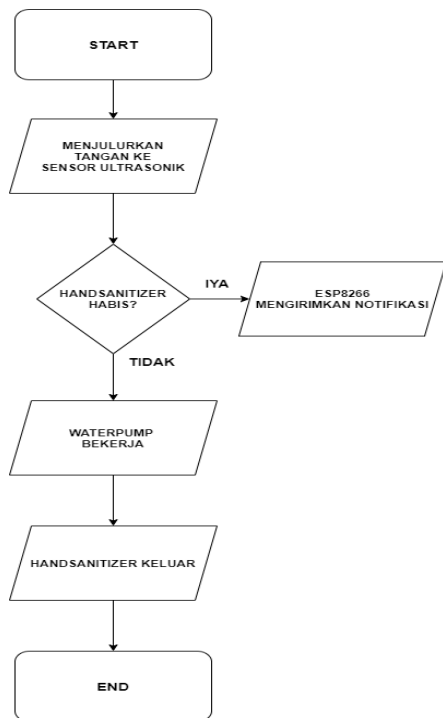 START
MENJULURKAN
TANGAN KE
SENSOR ULTRASONIK
HANDSANITIZER
HABIS?
IYA
ESP8266
MENGIRIMKAN NOTIFIKASI
TIDAK
WATERPUMP
BEKERJA
HANDSANITIZER KELUAR
END